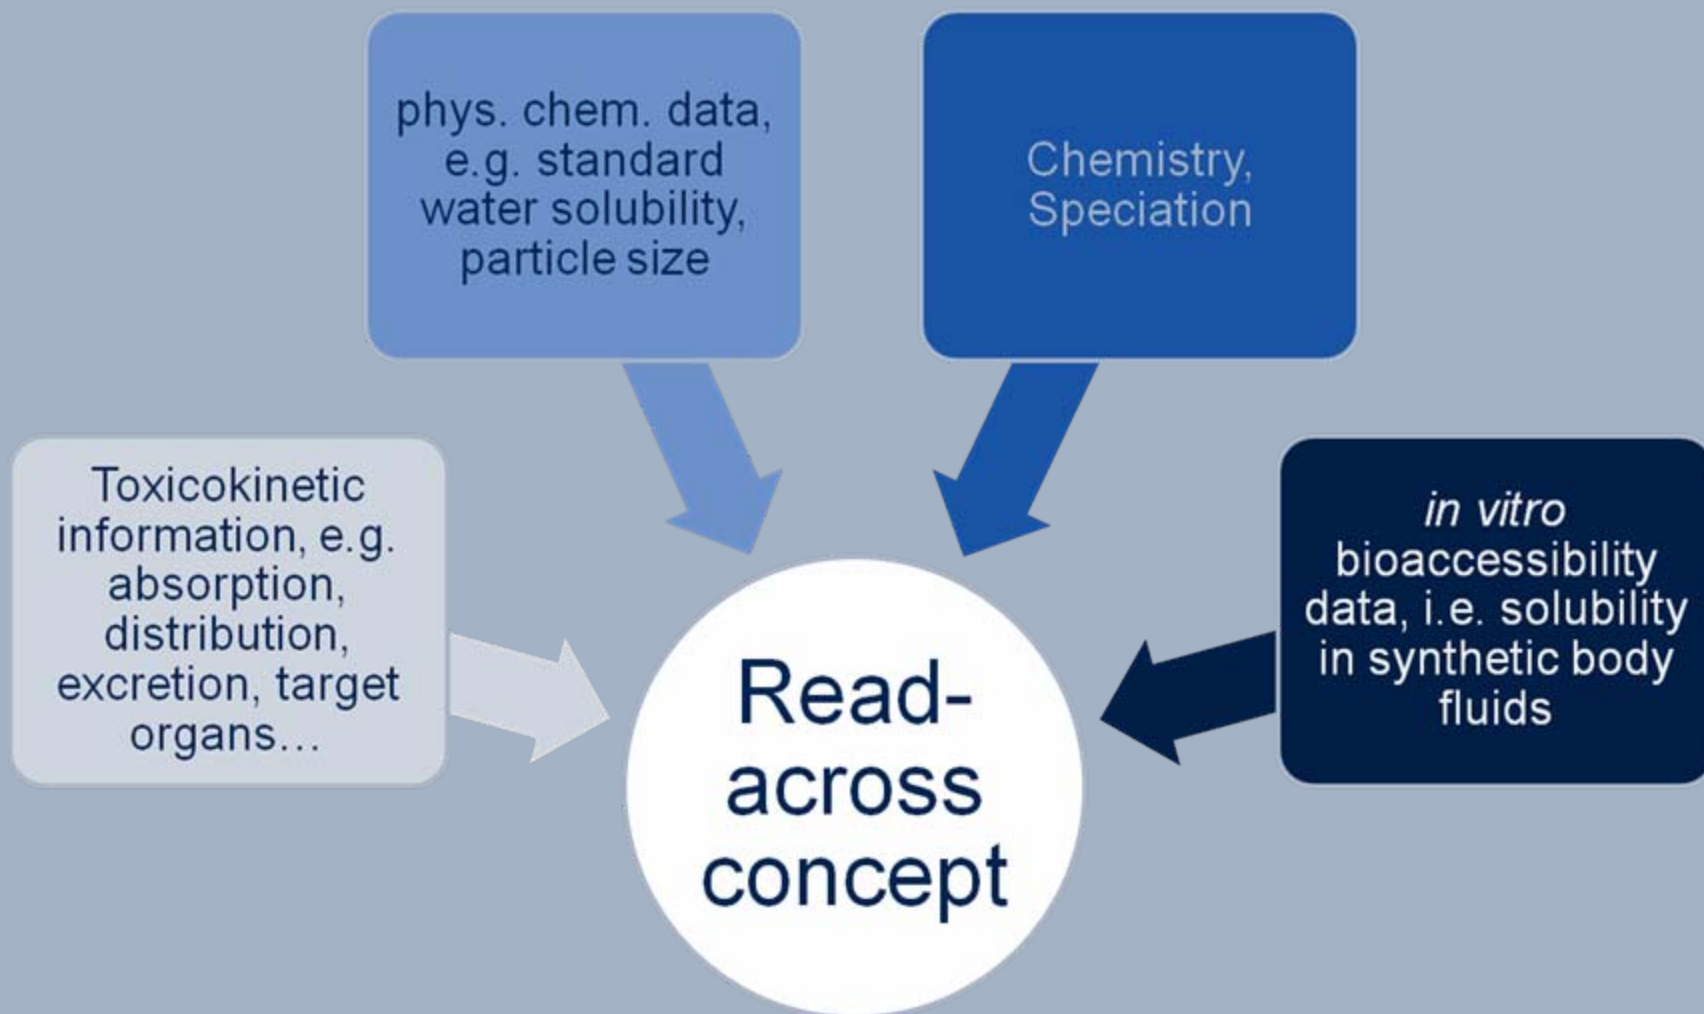 phys. chem. data,
e.g. standard
water solubility,
particle size
Chemistry,
Speciation
Toxicokinetic
information, e.g.
absorption,
distribution,
excretion, target
organs…
in vitro
bioaccessibility
data, i.e. solubility
in synthetic body
fluids
Read-
across
concept